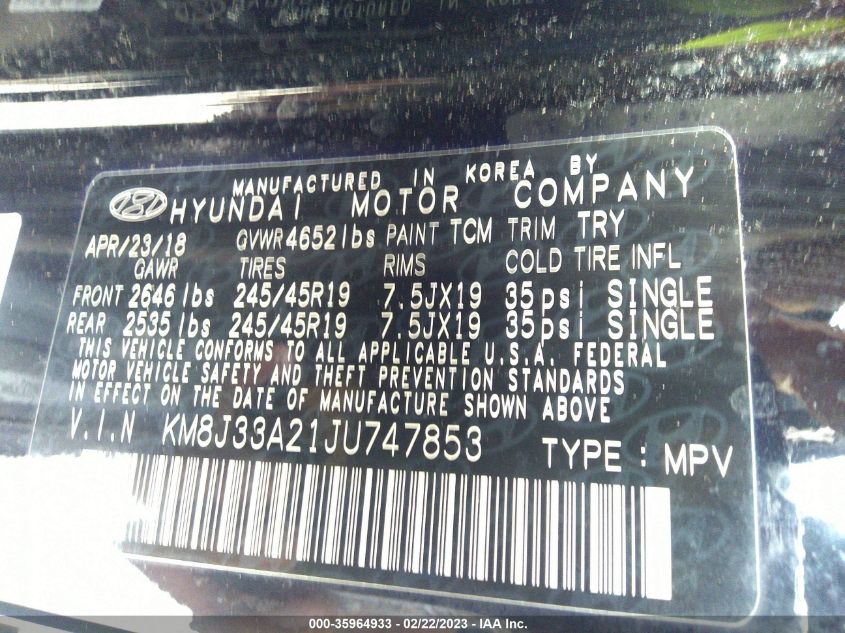 MANUFACTURED IN KOREA BY
HYUNDAI MOTOR COMPANY
APR/23/18 GVWR 4652lbs PAINT TCM TRIM TRY
GAWR TIRES RIMS COLD TIRE INFL
FRONT 2646lbs 245/45R19 7.5JX19 35psi SINGLE
REAR 2535lbs 245/45R19 7.5JX19 35psi SINGLE
THIS VEHICLE CONFORMS TO ALL APPLICABLE U.S.A. FEDERAL
MOTOR VEHICLE SAFETY AND THEFT PREVENTION STANDARDS
IN EFFECT ON THE DATE OF MANUFACTURE SHOWN ABOVE
V.I.N KM8J33A21JU747853 TYPE : MPV
000-35964933 - 02/22/2023 - IAA Inc.